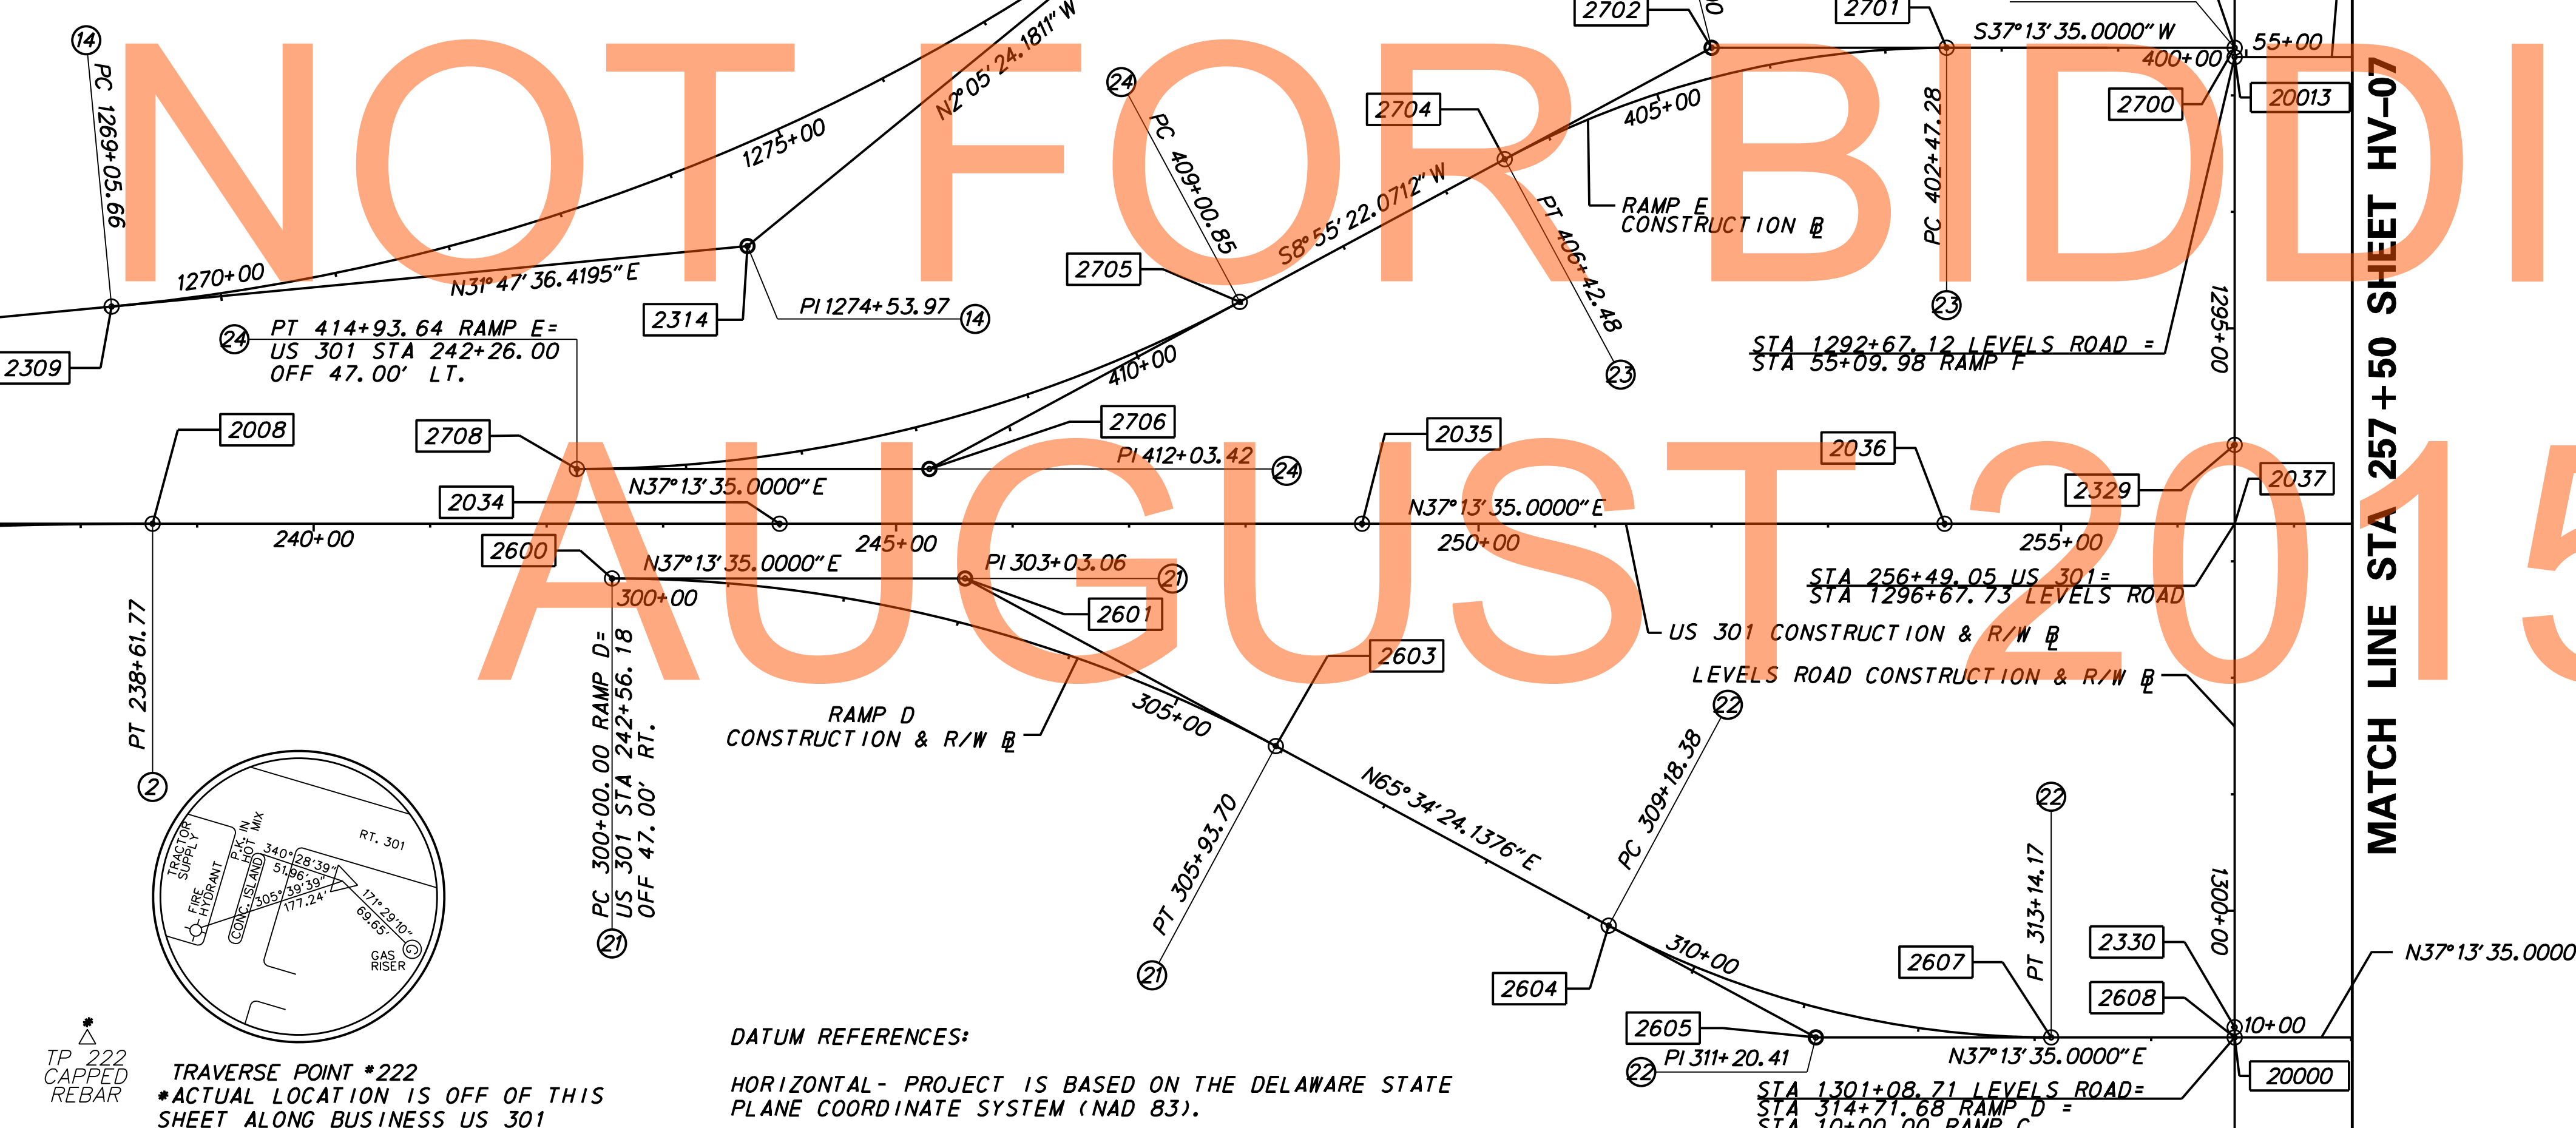 14
PC 1269+05.66
N2°05'24.1811" W
2702
2701
S37°13'35.0000" W
55+00
400+00
2700
20013
24
PC 409+00.85
2704
405+00
PC 402+47.28
23
1275+00
RAMP E
CONSTRUCTION BL
S8°55'22.0712" W
PT 406+42.48
23
2705
1270+00
N31°47'36.4195" E
2309
2314
PI 1274+53.97
14
24
PT 414+93.64 RAMP E=
US 301 STA 242+26.00
OFF 47.00' LT.
STA 1292+67.12 LEVELS ROAD =
STA 55+09.98 RAMP F
1295+00
410+00
2008
2708
2706
PI 412+03.42
24
2035
2036
2329
2037
N37°13'35.0000" E
2034
N37°13'35.0000" E
240+00
245+00
250+00
255+00
2600
N37°13'35.0000" E
PI 303+03.06
21
300+00
2601
STA 256+49.05 US 301=
STA 1296+67.73 LEVELS ROAD
US 301 CONSTRUCTION & R/W BL
LEVELS ROAD CONSTRUCTION & R/W BL
PT 238+61.77
2
PC 300+00.00 RAMP D=
US 301 STA 242+56.18
OFF 47.00' RT.
21
2603
305+00
RAMP D
CONSTRUCTION & R/W BL
PT 305+93.70
21
N65°34'24.1376" E
22
PC 309+18.38
22
PT 313+14.17
1300+00
310+00
2604
2605
22
PI 311+20.41
2607
2330
2608
10+00
N37°13'35.0000" E
20000
N37°13'35.0000
STA 1301+08.71 LEVELS ROAD=
STA 314+71.68 RAMP D =
STA 10+00.00 RAMP C
MATCH LINE STA 257+50 SHEET HV-07
TRACTOR
SUPPLY
FIRE
HYDRANT
P.K. IN
HOT MIX
CONC. ISLAND
RT. 301
340°28'39"
51.96'
305°39'39"
177.24'
171°29'10"
69.65'
G
GAS
RISER
*
TP 222
CAPPED
REBAR
TRAVERSE POINT *222
*ACTUAL LOCATION IS OFF OF THIS
SHEET ALONG BUSINESS US 301
DATUM REFERENCES:
HORIZONTAL- PROJECT IS BASED ON THE DELAWARE STATE
PLANE COORDINATE SYSTEM (NAD 83).
NOT FOR BIDDI
AUGUST 2015